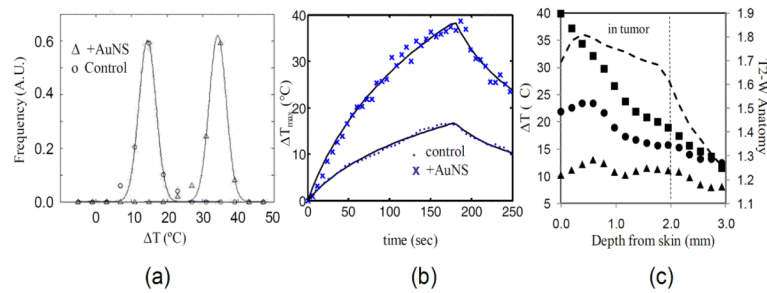 Frequency (A.U.)
0.6
0.4
0.2
0.0
Δ +AuNS
o Control
0 10 20 30 40 50
ΔT (ºC)
(a)
ΔTmax (°C)
40
30
20
10
0
· control
x +AuNS
0 50 100 150 200 250
time (sec)
(b)
ΔT ( C)
40
35
30
25
20
15
10
5
0
in tumor
1.9
1.8
1.7
1.6
1.5
1.4
1.3
1.2
1.1
T2-W Anatomy
0.0 1.0 2.0 3.0
Depth from skin (mm)
(c)